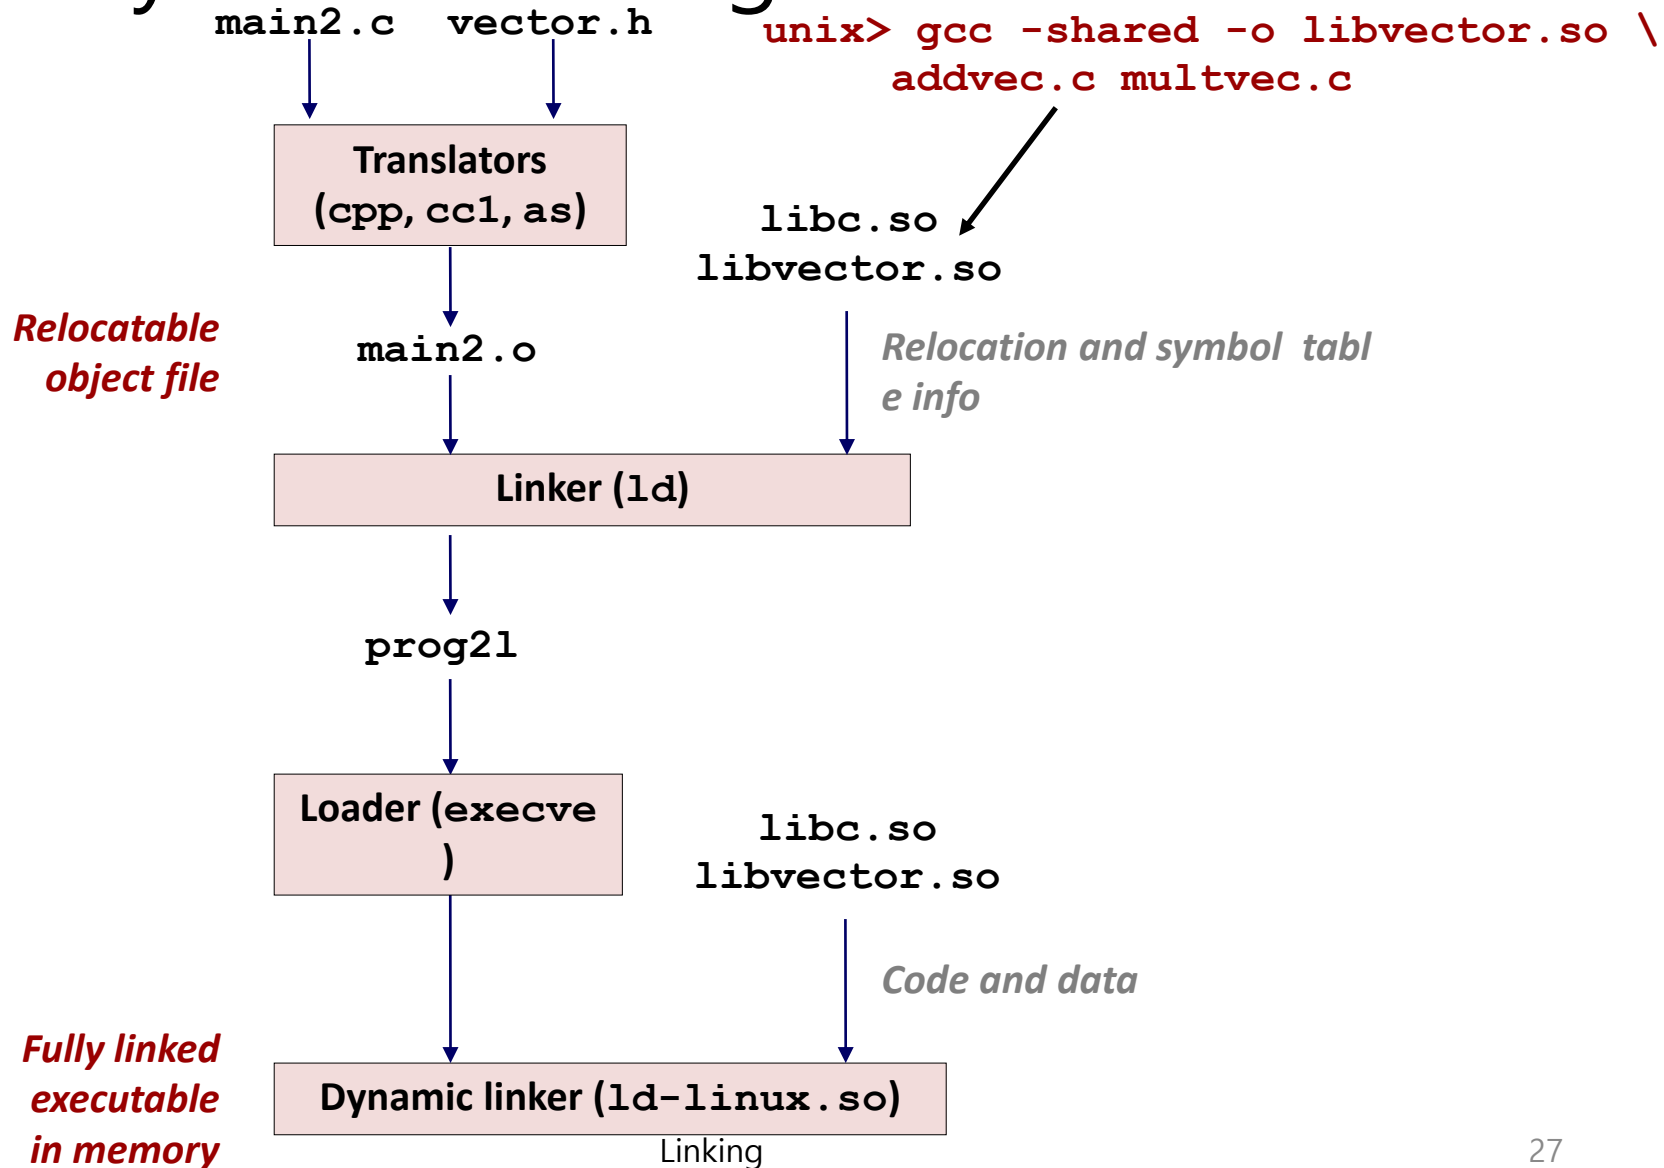 main2.c vector.h
unix> gcc -shared -o libvector.so \
addvec.c multvec.c
Translators
(cpp, cc1, as)
libc.so
libvector.so
Relocatable
object file
main2.o
Relocation and symbol tabl
e info
Linker (ld)
prog2l
Loader (execve
)
libc.so
libvector.so
Code and data
Fully linked
executable
in memory
Dynamic linker (ld-linux.so)
Linking
27